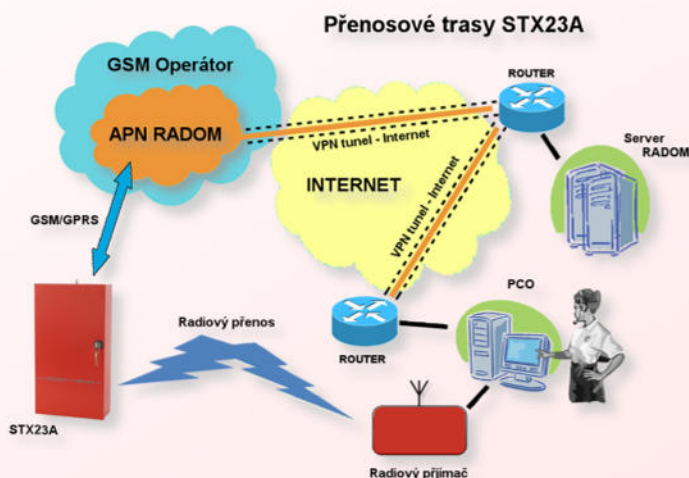 Přenosové trasy STX23A
GSM Operátor
APN RADOM
ROUTER
VPN tunel - Internet
Server
RADOM
INTERNET
VPN tunel - Internet
GSM/GPRS
PCO
Radiový přenos
ROUTER
STX23A
Radiový příjmač